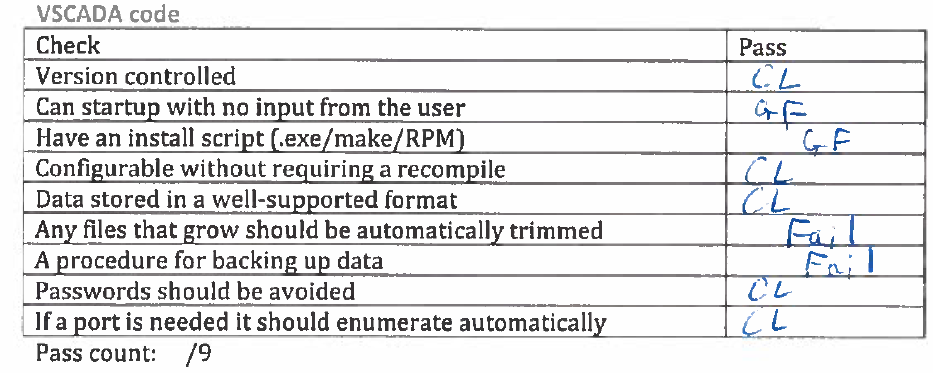 VSCADA code
Check Pass
Version controlled CL
Can startup with no input from the user GF
Have an install script (.exe/make/RPM) GF
Configurable without requiring a recompile CL
Data stored in a well-supported format CL
Any files that grow should be automatically trimmed Fail
A procedure for backing up data Fail
Passwords should be avoided CL
If a port is needed it should enumerate automatically CL
Pass count: /9